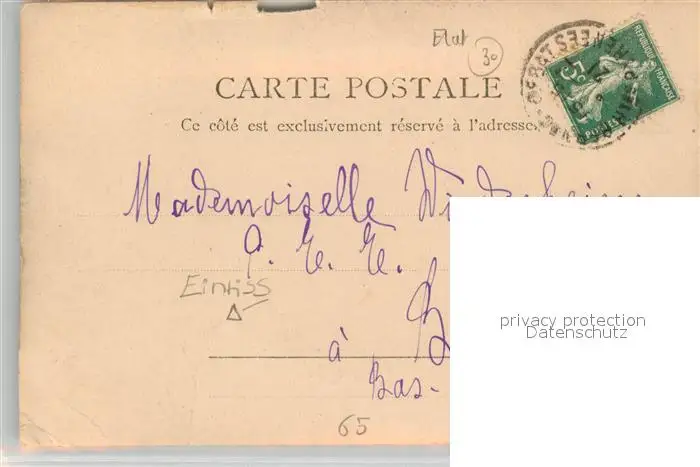 Etat
30
RÉPUBLIQUE FRANÇAISE
5c
POSTES
CARTE POSTALE
Ce côté est exclusivement réservé à l'adresse.
Mademoiselle
P. T. T.
Einriss
à
Bas-
65
privacy protection
Datenschutz